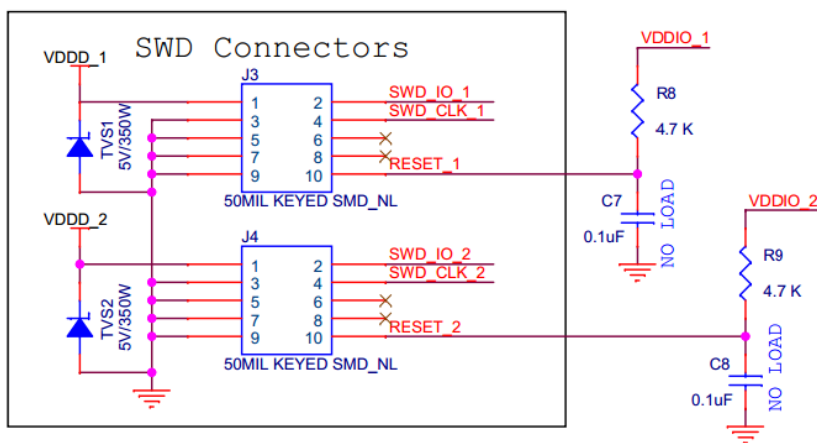 SWD Connectors
VDDD_1
TVS1
5V/350W
J3
1 2
3 4
5 6
7 8
9 10
50MIL KEYED SMD_NL
SWD_IO_1
SWD_CLK_1
RESET_1
VDDIO_1
R8
4.7 K
C7
0.1uF
NO LOAD
VDDD_2
TVS2
5V/350W
J4
1 2
3 4
5 6
7 8
9 10
50MIL KEYED SMD_NL
SWD_IO_2
SWD_CLK_2
RESET_2
VDDIO_2
R9
4.7 K
C8
0.1uF
NO LOAD